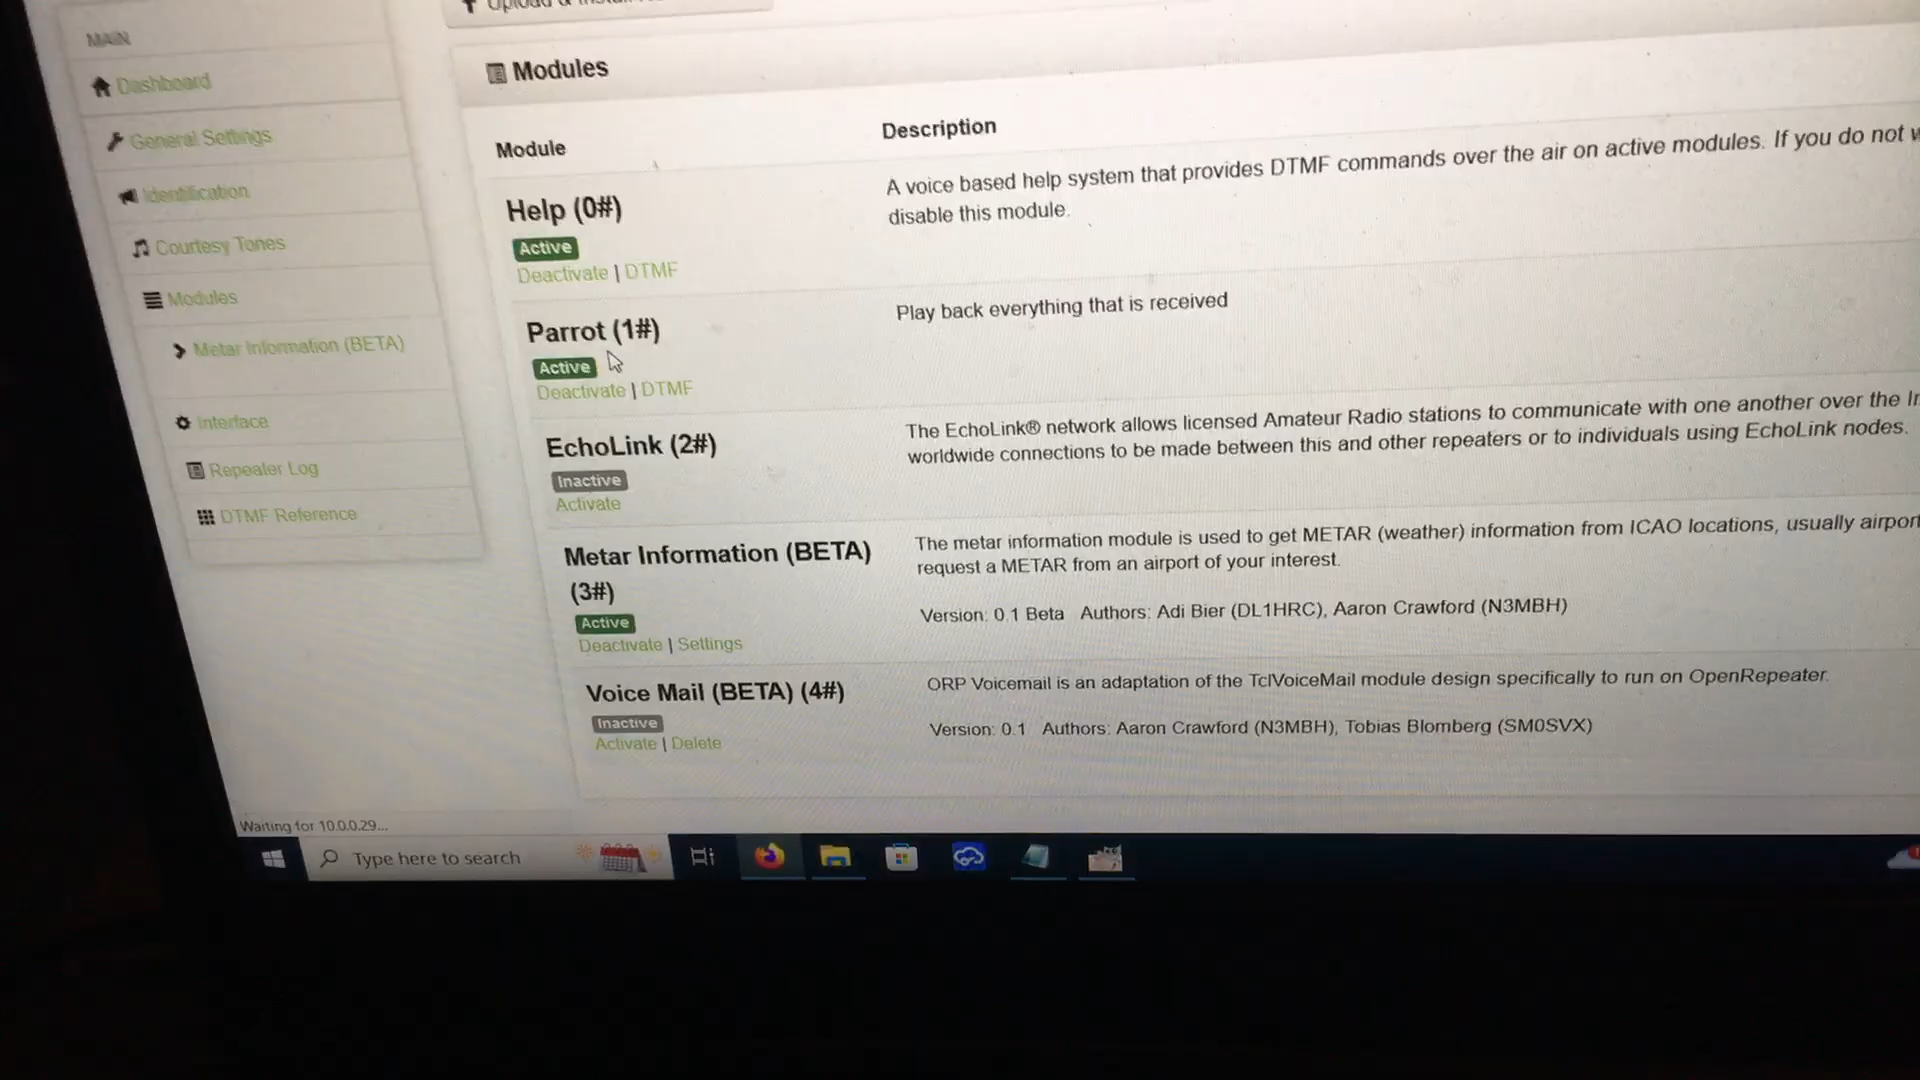 MAIN
Dashboard
General Settings
Identification
Courtesy Tones
Modules
Metar Information (BETA)
Interface
Repeater Log
DTMF Reference
Upload &
Modules
Module
Description
Help (0#)
Active
Deactivate | DTMF
A voice based help system that provides DTMF commands over the air on active modules. If you do not
disable this module.
Parrot (1#)
Active
Deactivate | DTMF
Play back everything that is received
EchoLink (2#)
Inactive
Activate
The EchoLink® network allows licensed Amateur Radio stations to communicate with one another over the
worldwide connections to be made between this and other repeaters or to individuals using EchoLink nodes.
Metar Information (BETA)
(3#)
Active
Deactivate | Settings
The metar information module is used to get METAR (weather) information from ICAO locations, usually airport
request a METAR from an airport of your interest.
Version: 0.1 Beta Authors: Adi Bier (DL1HRC), Aaron Crawford (N3MBH)
Voice Mail (BETA) (4#)
Inactive
Activate | Delete
ORP Voicemail is an adaptation of the TclVoiceMail module design specifically to run on OpenRepeater.
Version: 0.1 Authors: Aaron Crawford (N3MBH), Tobias Blomberg (SM0SVX)
Waiting for 10.0.0.29...
Type here to search